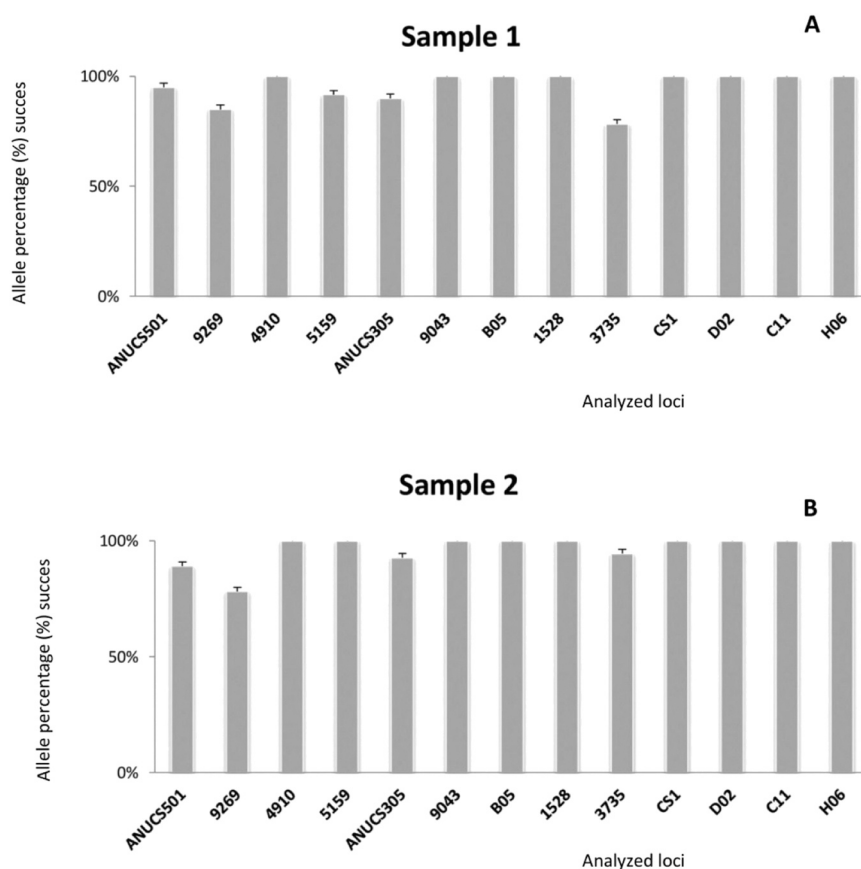 A
Sample 1
Allele percentage (%) succes
100%
50%
0%
ANUCS501 9269 4910 5159 ANUCS305 9043 B05 1528 3735 CS1 D02 C11 H06
Analyzed loci
Sample 2
B
Allele percentage (%) succes
100%
50%
0%
ANUCS501 9269 4910 5159 ANUCS305 9043 B05 1528 3735 CS1 D02 C11 H06
Analyzed loci